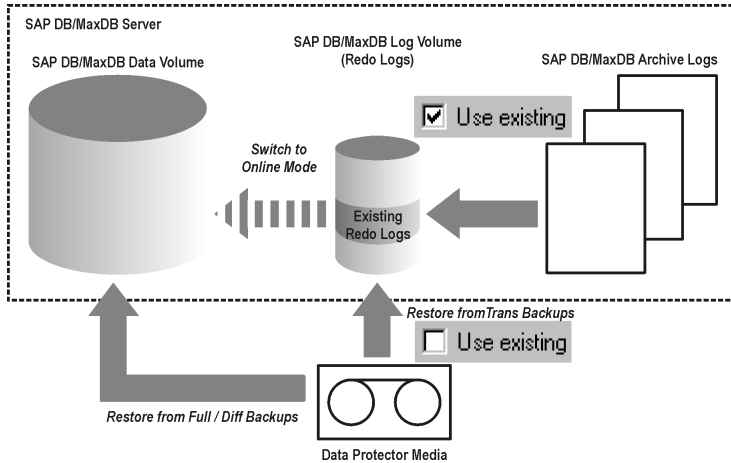 SAP DB/MaxDB Server
SAP DB/MaxDB Data Volume
SAP DB/MaxDB Log Volume
(Redo Logs)
SAP DB/MaxDB Archive Logs
Use existing
Switch to
Online Mode
Existing
Redo Logs
Restore fromTrans Backups
Use existing
Restore from Full / Diff Backups
Data Protector Media